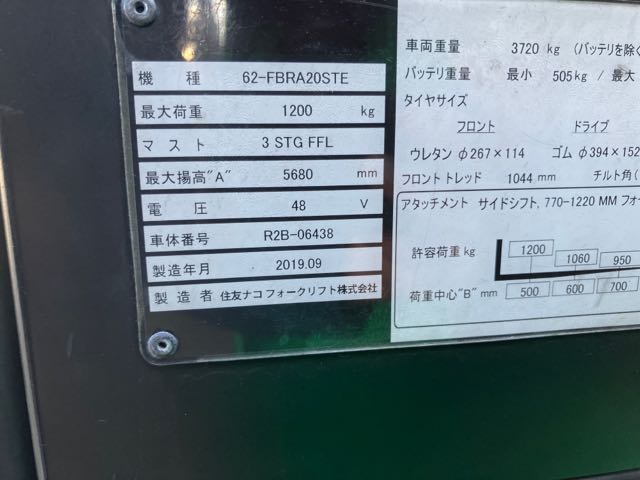 機 種 62-FBRA20STE
最大荷重 1200 kg
マスト 3 STG FFL
最大揚高"A" 5680 mm
電 圧 48 V
車体番号 R2B-06438
製造年月 2019.09
製造者 住友ナコ フォークリフト株式会社
車両重量 3720 kg (バッテリを除く
バッテリ重量 最小 505kg / 最大
タイヤサイズ
フロント ドライブ
ウレタン φ267×114 ゴム φ394×152
フロントトレッド 1044 mm チルト角(
アタッチメント サイドシフト, 770-1220 MM フォー
許容荷重 kg 1200 1060 950
荷重中心"B" mm 500 600 700